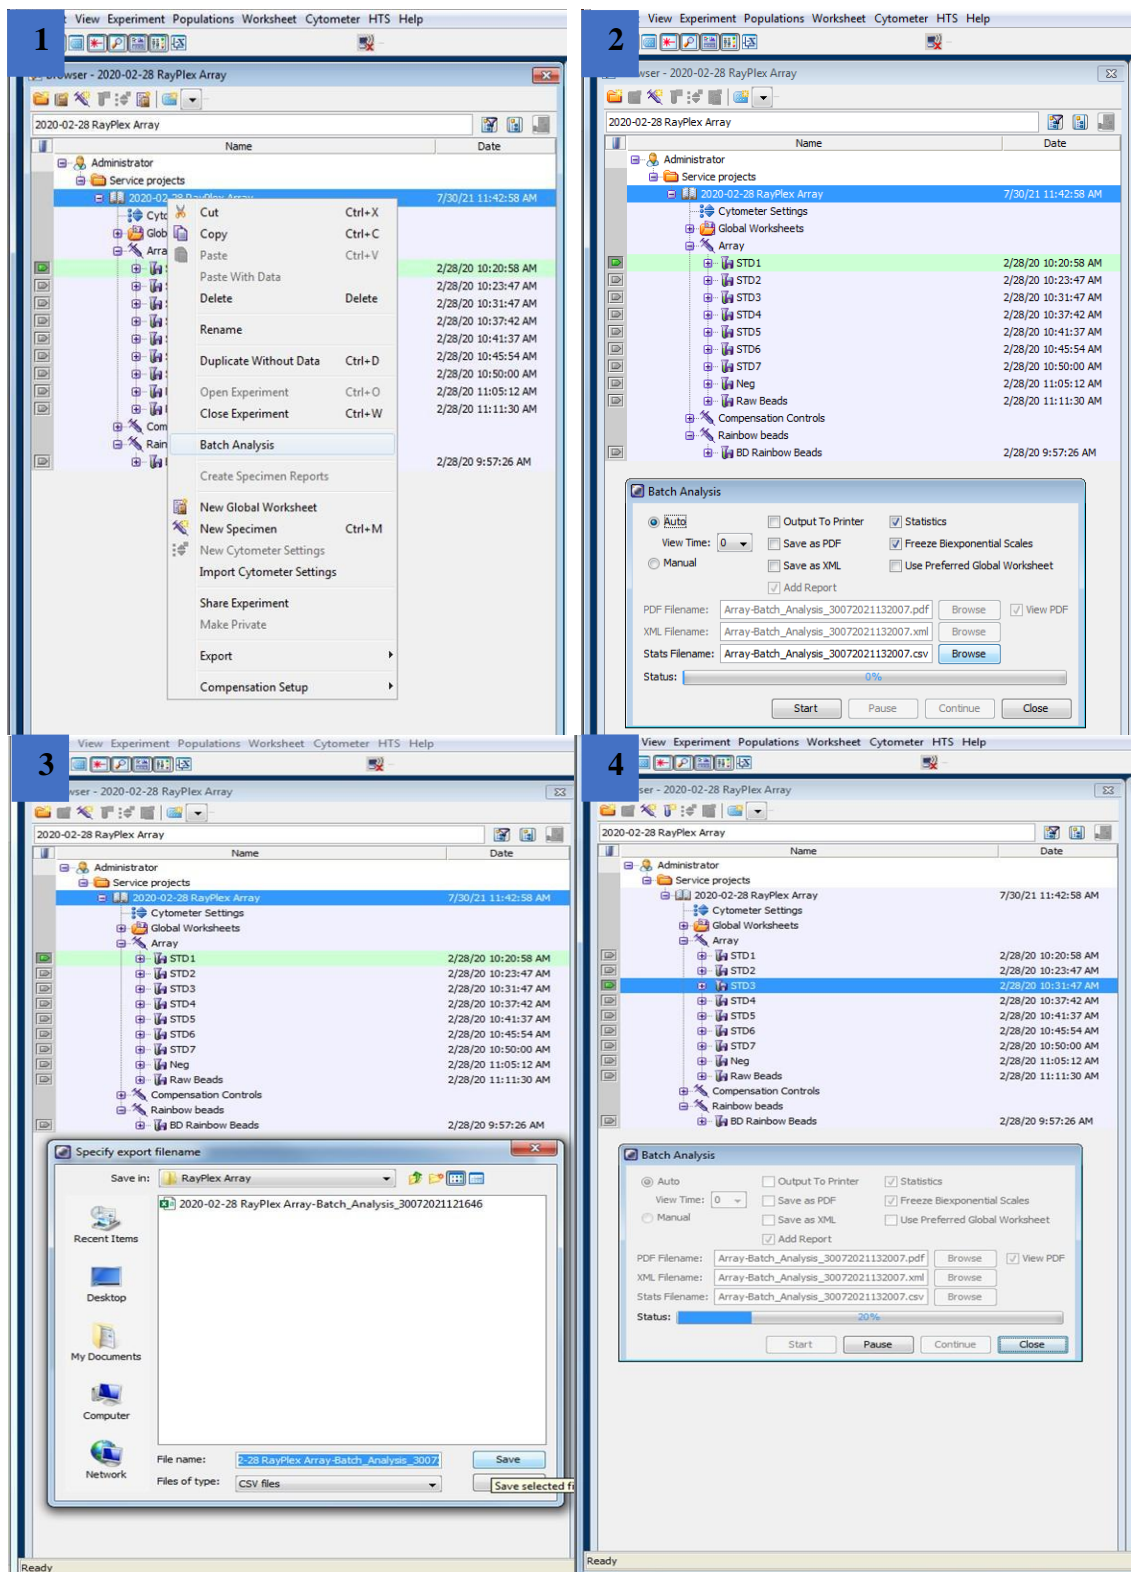 1
View Experiment Populations Worksheet Cytometer HTS Help
Browser - 2020-02-28 RayPlex Array
2020-02-28 RayPlex Array
Name Date
Administrator
Service projects
2020-02-28 RayPlex Array 7/30/21 11:42:58 AM
Cut Ctrl+X
Copy Ctrl+C
Paste Ctrl+V
Paste With Data
Delete Delete
Rename
Duplicate Without Data Ctrl+D
Open Experiment Ctrl+O
Close Experiment Ctrl+W
Batch Analysis
Create Specimen Reports
New Global Worksheet
New Specimen Ctrl+M
New Cytometer Settings
Import Cytometer Settings
Share Experiment
Make Private
Export
Compensation Setup
Cyto
Glob
Arra
2/28/20 10:20:58 AM
2/28/20 10:23:47 AM
2/28/20 10:31:47 AM
2/28/20 10:37:42 AM
2/28/20 10:41:37 AM
2/28/20 10:45:54 AM
2/28/20 10:50:00 AM
2/28/20 11:05:12 AM
2/28/20 11:11:30 AM
Com
Rain
2/28/20 9:57:26 AM
2
View Experiment Populations Worksheet Cytometer HTS Help
wser - 2020-02-28 RayPlex Array
2020-02-28 RayPlex Array
Name Date
Administrator
Service projects
2020-02-28 RayPlex Array 7/30/21 11:42:58 AM
Cytometer Settings
Global Worksheets
Array
STD1 2/28/20 10:20:58 AM
STD2 2/28/20 10:23:47 AM
STD3 2/28/20 10:31:47 AM
STD4 2/28/20 10:37:42 AM
STD5 2/28/20 10:41:37 AM
STD6 2/28/20 10:45:54 AM
STD7 2/28/20 10:50:00 AM
Neg 2/28/20 11:05:12 AM
Raw Beads 2/28/20 11:11:30 AM
Compensation Controls
Rainbow beads
BD Rainbow Beads 2/28/20 9:57:26 AM
Batch Analysis
Auto Output To Printer Statistics
View Time: 0 Save as PDF Freeze Biexponential Scales
Manual Save as XML Use Preferred Global Worksheet
Add Report
PDF Filename: Array-Batch_Analysis_30072021132007.pdf Browse View PDF
XML Filename: Array-Batch_Analysis_30072021132007.xml Browse
Stats Filename: Array-Batch_Analysis_30072021132007.csv Browse
Status: 0%
Start Pause Continue Close
3
View Experiment Populations Worksheet Cytometer HTS Help
wser - 2020-02-28 RayPlex Array
2020-02-28 RayPlex Array
Name Date
Administrator
Service projects
2020-02-28 RayPlex Array 7/30/21 11:42:58 AM
Cytometer Settings
Global Worksheets
Array
STD1 2/28/20 10:20:58 AM
STD2 2/28/20 10:23:47 AM
STD3 2/28/20 10:31:47 AM
STD4 2/28/20 10:37:42 AM
STD5 2/28/20 10:41:37 AM
STD6 2/28/20 10:45:54 AM
STD7 2/28/20 10:50:00 AM
Neg 2/28/20 11:05:12 AM
Raw Beads 2/28/20 11:11:30 AM
Compensation Controls
Rainbow beads
BD Rainbow Beads 2/28/20 9:57:26 AM
Specify export filename
Save in: RayPlex Array
2020-02-28 RayPlex Array-Batch_Analysis_30072021121646
Recent Items
Desktop
My Documents
Computer
Network
File name: 2-28 RayPlex Array-Batch_Analysis_3007 Save
Files of type: CSV files
Save selected fi
Ready
4
View Experiment Populations Worksheet Cytometer HTS Help
ser - 2020-02-28 RayPlex Array
2020-02-28 RayPlex Array
Name Date
Administrator
Service projects
2020-02-28 RayPlex Array 7/30/21 11:42:58 AM
Cytometer Settings
Global Worksheets
Array
STD1 2/28/20 10:20:58 AM
STD2 2/28/20 10:23:47 AM
STD3 2/28/20 10:31:47 AM
STD4 2/28/20 10:37:42 AM
STD5 2/28/20 10:41:37 AM
STD6 2/28/20 10:45:54 AM
STD7 2/28/20 10:50:00 AM
Neg 2/28/20 11:05:12 AM
Raw Beads 2/28/20 11:11:30 AM
Compensation Controls
Rainbow beads
BD Rainbow Beads 2/28/20 9:57:26 AM
Batch Analysis
Auto Output To Printer Statistics
View Time: 0 Save as PDF Freeze Biexponential Scales
Manual Save as XML Use Preferred Global Worksheet
Add Report
PDF Filename: Array-Batch_Analysis_30072021132007.pdf Browse View PDF
XML Filename: Array-Batch_Analysis_30072021132007.xml Browse
Stats Filename: Array-Batch_Analysis_30072021132007.csv Browse
Status: 20%
Start Pause Continue Close
Ready